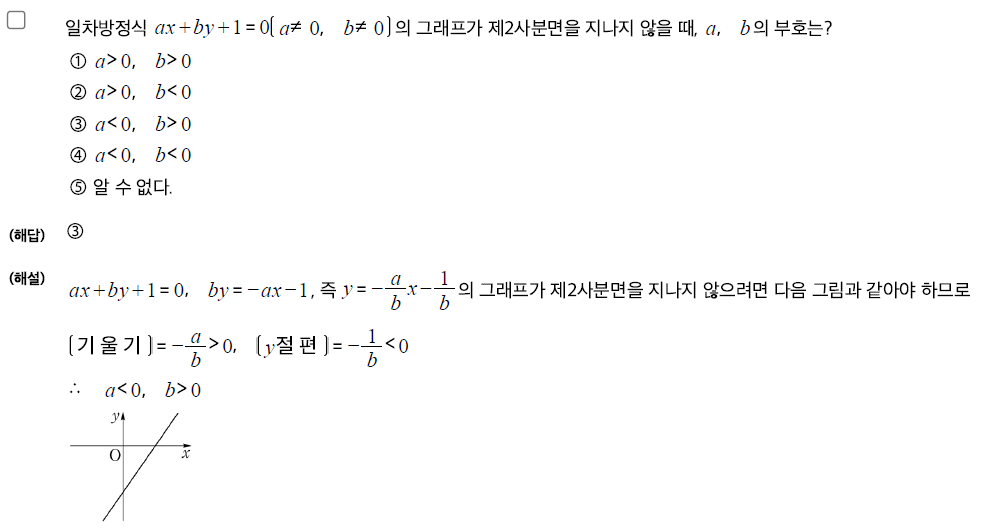 일차방정식 ax+by+1=0(a≠0, b≠0)의 그래프가 제2사분면을 지나지 않을 때, a, b의 부호는?
① a>0, b>0
② a>0, b<0
③ a<0, b>0
④ a<0, b<0
⑤ 알 수 없다.
(해답) ③
(해설) ax+by+1=0, by=-ax-1, 즉 y=-a/b x-1/b의 그래프가 제2사분면을 지나지 않으려면 다음 그림과 같아야 하므로
(기울기)=-a/b>0, (y절편)=-1/b<0
∴ a<0, b>0
y
O x